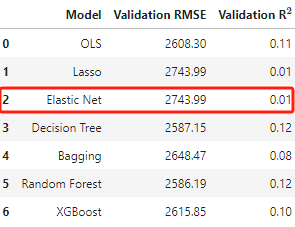 Model Validation RMSE Validation R²
0 OLS 2608.30 0.11
1 Lasso 2743.99 0.01
2 Elastic Net 2743.99 0.01
3 Decision Tree 2587.15 0.12
4 Bagging 2648.47 0.08
5 Random Forest 2586.19 0.12
6 XGBoost 2615.85 0.10